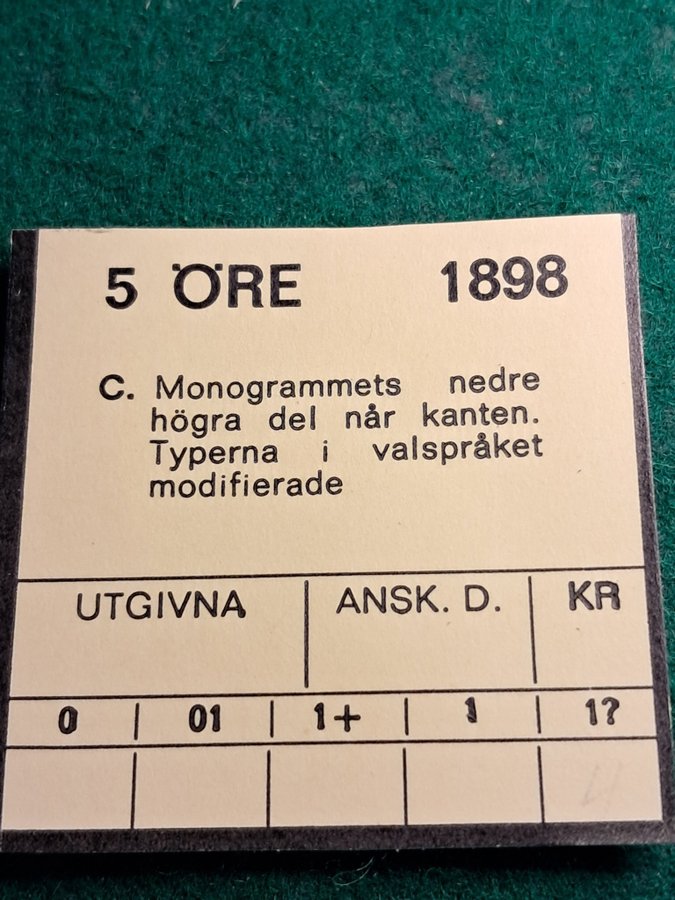 5 ÖRE 1898
C. Monogrammets nedre
högra del når kanten.
Typerna i valspråket
modifierade
UTGIVNA ANSK. D. KR
0 01 1+ 1 1?